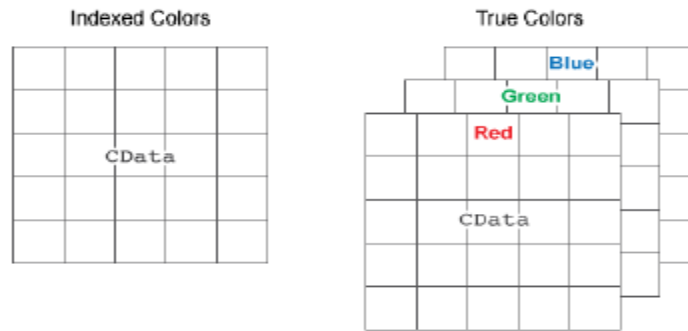 Indexed Colors
CData
True Colors
Blue
Green
Red
CData